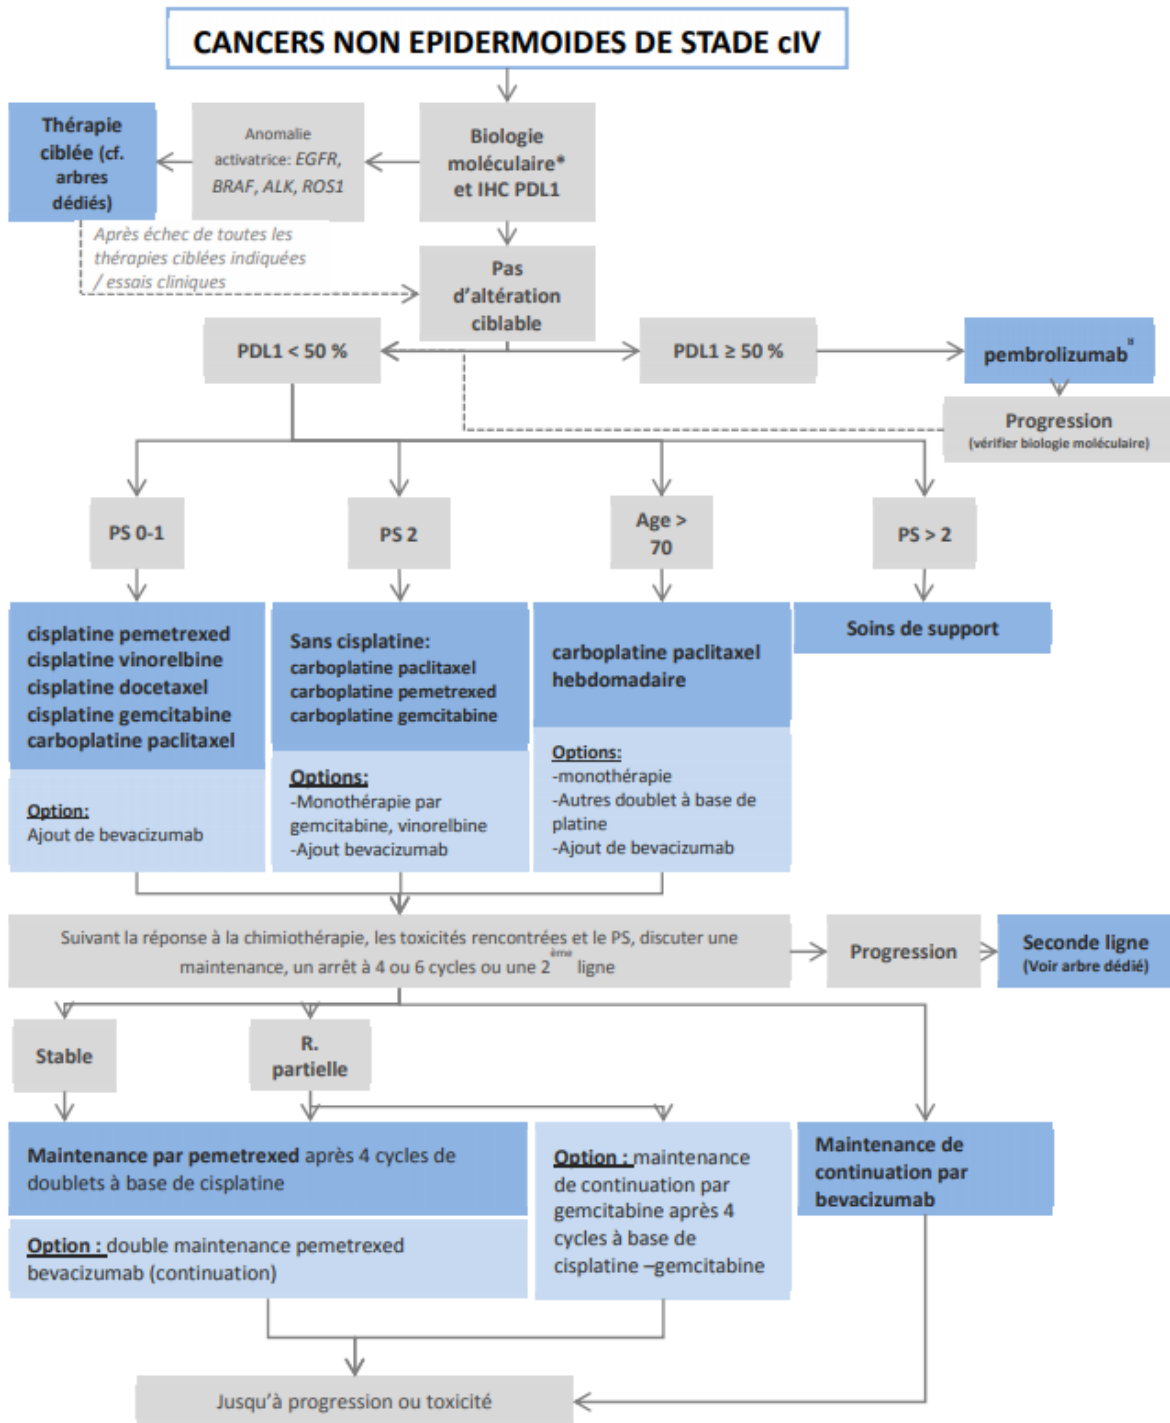 CANCERS NON EPIDERMOIDES DE STADE cIV
Thérapie
ciblée (cf.
arbres
dédiés)
Anomalie
activatrice: EGFR,
BRAF, ALK, ROS1
Biologie
moléculaire*
et IHC PDL1
Après échec de toutes les
thérapies ciblées indiquées
/ essais cliniques
Pas
d'altération
ciblable
PDL1 < 50 %
PDL1 ≥ 50 %
pembrolizumab
Progression
(vérifier biologie moléculaire)
PS 0-1
PS 2
Age >
70
PS > 2
cisplatine pemetrexed
cisplatine vinorelbine
cisplatine docetaxel
cisplatine gemcitabine
carboplatine paclitaxel
Option:
Ajout de bevacizumab
Sans cisplatine:
carboplatine paclitaxel
carboplatine pemetrexed
carboplatine gemcitabine
Options:
-Monothérapie par
gemcitabine, vinorelbine
-Ajout bevacizumab
carboplatine paclitaxel
hebdomadaire
Options:
-monothérapie
-Autres doublet à base de
platine
-Ajout de bevacizumab
Soins de support
Suivant la réponse à la chimiothérapie, les toxicités rencontrées et le PS, discuter une
maintenance, un arrêt à 4 ou 6 cycles ou une 2ème ligne
Progression
Seconde ligne
(Voir arbre dédié)
Stable
R.
partielle
Maintenance par pemetrexed après 4 cycles de
doublets à base de cisplatine
Option : double maintenance pemetrexed
bevacizumab (continuation)
Option : maintenance
de continuation par
gemcitabine après 4
cycles à base de
cisplatine –gemcitabine
Maintenance de
continuation par
bevacizumab
Jusqu'à progression ou toxicité